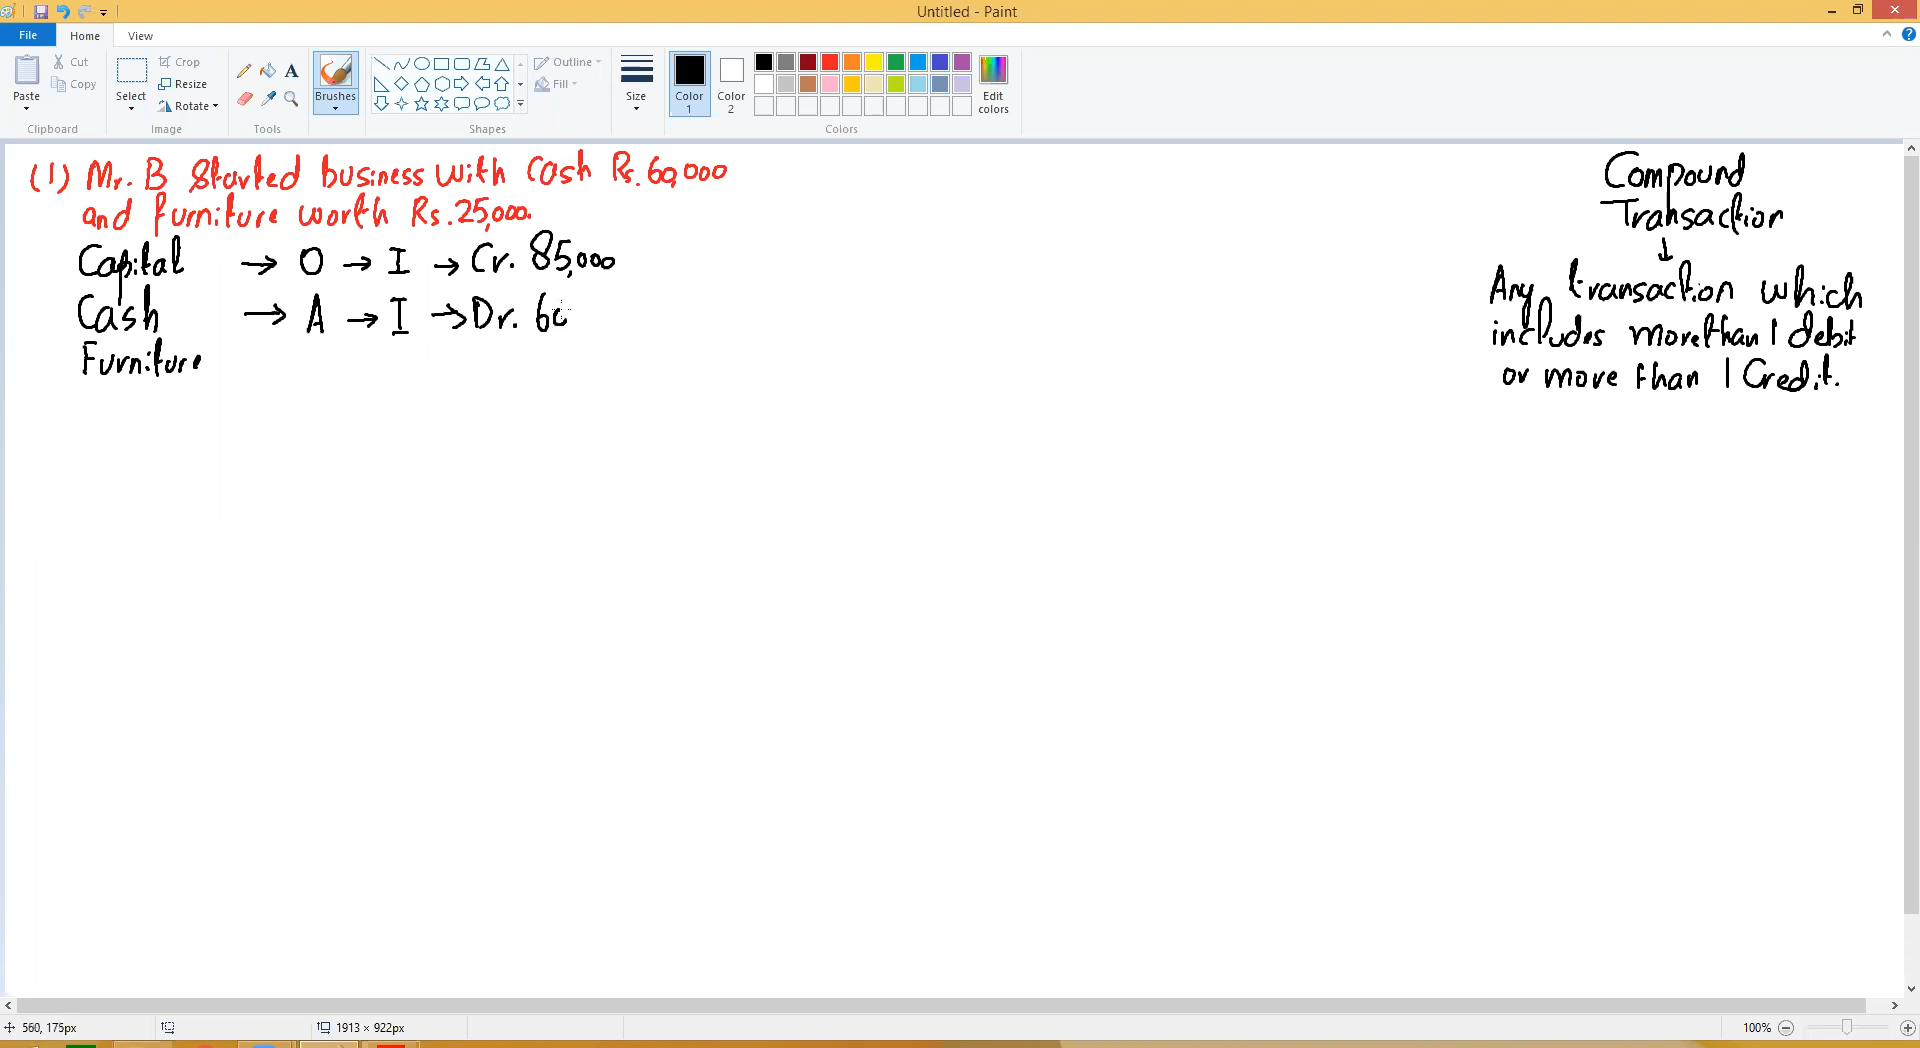 Untitled - Paint
File Home View
Paste Cut Copy Clipboard
Select Crop Resize Rotate Image
Tools
Brushes
Outline Fill Shapes
Size
Color 1 Color 2 Edit colors Colors
(1) Mr. B Started business with Cash Rs. 60,000
and furniture worth Rs. 25,000.
Capital → O → I → Cr. 85,000
Cash → A → I → Dr. 60
Furniture
Compound
Transaction
↓
Any transaction which
includes more than 1 debit
or more than 1 Credit.
560, 175px 1913 × 922px 100%